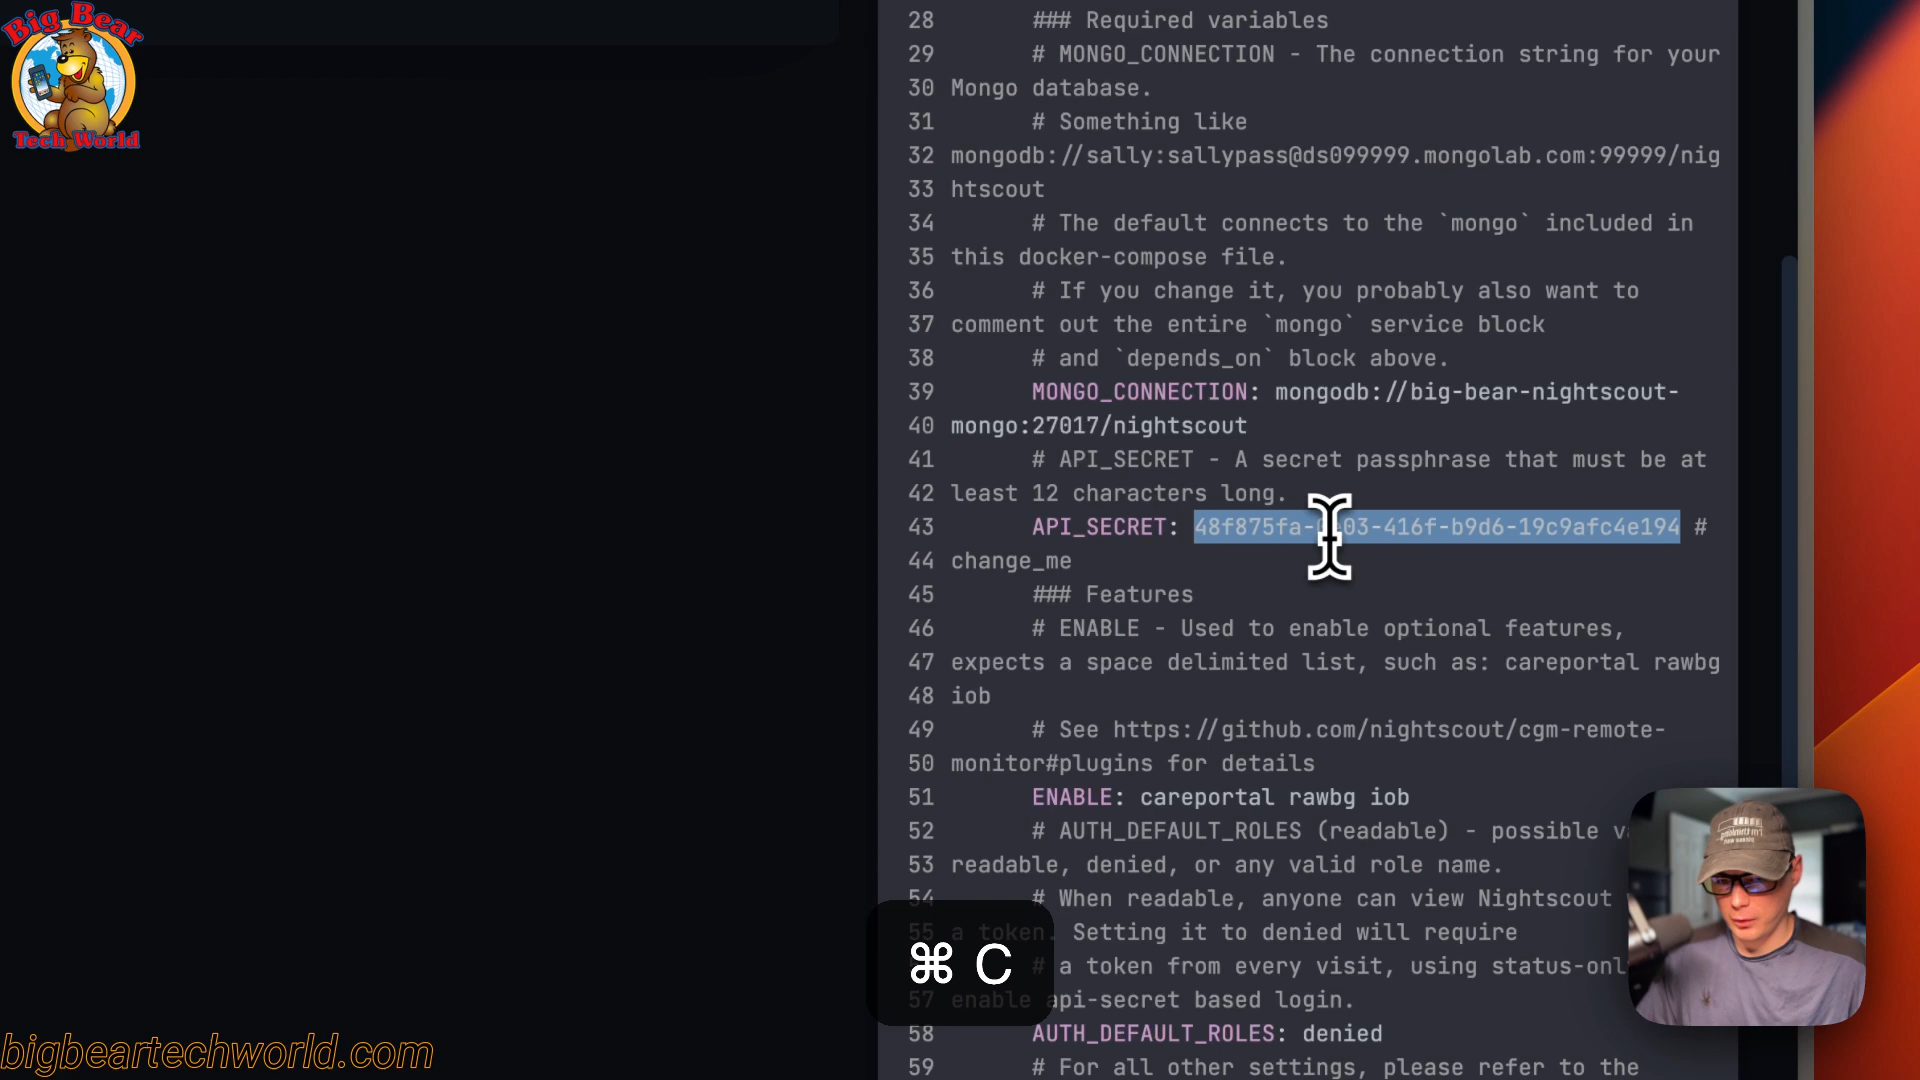 Big Bear
Tech World
28 ### Required variables
29 # MONGO_CONNECTION - The connection string for your
30 Mongo database.
31 # Something like
32 mongodb://sally:sallypass@ds099999.mongolab.com:99999/nig
33 htscout
34 # The default connects to the `mongo` included in
35 this docker-compose file.
36 # If you change it, you probably also want to
37 comment out the entire `mongo` service block
38 # and `depends_on` block above.
39 MONGO_CONNECTION: mongodb://big-bear-nightscout-
40 mongo:27017/nightscout
41 # API_SECRET - A secret passphrase that must be at
42 least 12 characters long.
43 API_SECRET: 48f875fa- 03-416f-b9d6-19c9afc4e194 #
44 change_me
45 ### Features
46 # ENABLE - Used to enable optional features,
47 expects a space delimited list, such as: careportal rawbg
48 iob
49 # See https://github.com/nightscout/cgm-remote-
50 monitor#plugins for details
51 ENABLE: careportal rawbg iob
52 # AUTH_DEFAULT_ROLES (readable) - possible
53 readable, denied, or any valid role name.
54 # When readable, anyone can view Nightscout
55 a token. Setting it to denied will require
# a token from every visit, using
57 enable api-secret based login.
58 AUTH_DEFAULT_ROLES: denied
59 # For all other settings, please refer to the
⌘ C
bigbeartechworld.com